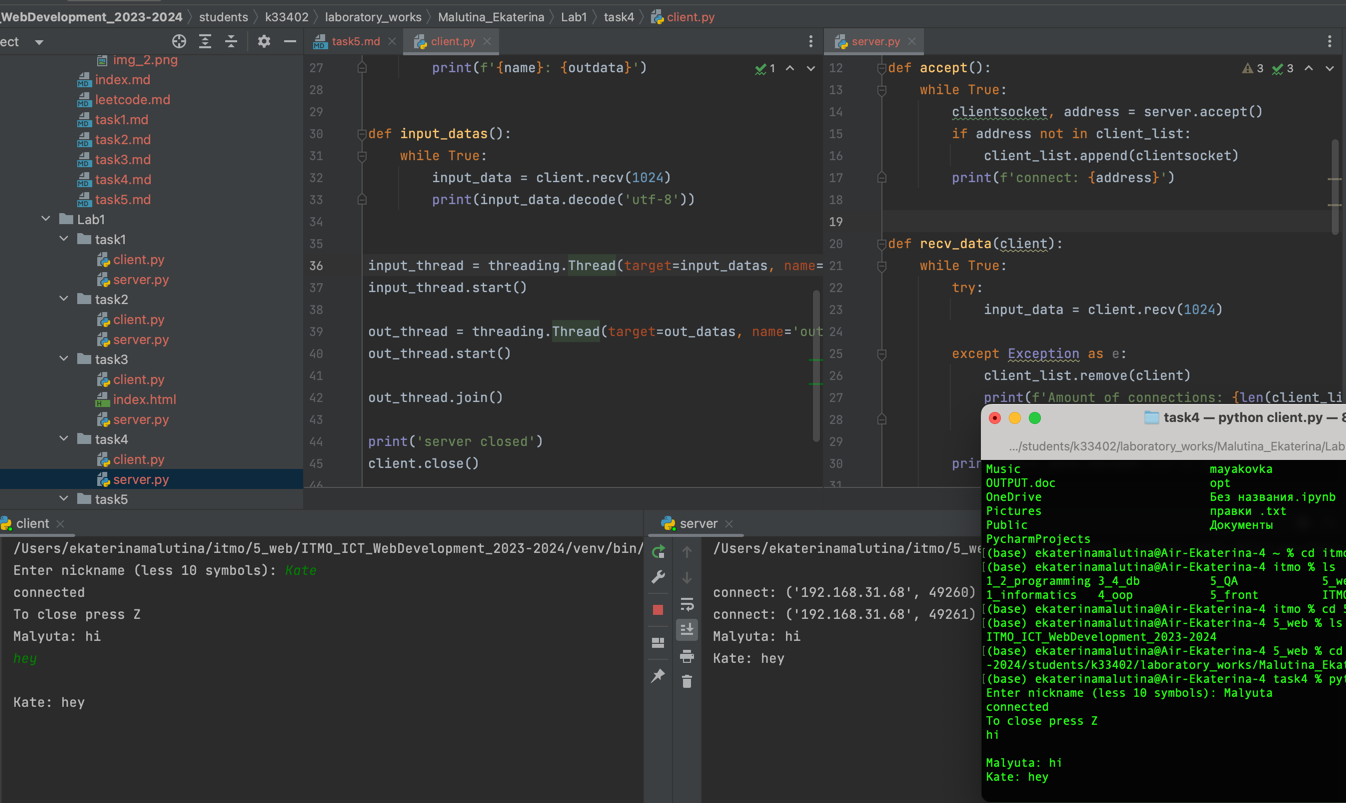 _WebDevelopment_2023-2024 students k33402 laboratory_works Malutina_Ekaterina Lab1 task4 client.py
ect
img_2.png
index.md
leetcode.md
task1.md
task2.md
task3.md
task4.md
task5.md
Lab1
task1
client.py
server.py
task2
client.py
server.py
task3
client.py
index.html
server.py
task4
client.py
server.py
task5
task5.md client.py
1
27 print(f'{name}: {outdata}')
28
29
30 def input_datas():
31 while True:
32 input_data = client.recv(1024)
33 print(input_data.decode('utf-8'))
34
35
36 input_thread = threading.Thread(target=input_datas, name=
37 input_thread.start()
38
39 out_thread = threading.Thread(target=out_datas, name='out
40 out_thread.start()
41
42 out_thread.join()
43
44 print('server closed')
45 client.close()
46
server.py
3 3
12 def accept():
13 while True:
14 clientsocket, address = server.accept()
15 if address not in client_list:
16 client_list.append(clientsocket)
17 print(f'connect: {address}')
18
19
20 def recv_data(client):
21 while True:
22 try:
23 input_data = client.recv(1024)
24
25 except Exception as e:
26 client_list.remove(client)
27 print(f'Amount of connections: {len(client_li
28
29
30 prin
31
client
/Users/ekaterinamalutina/itmo/5_web/ITMO_ICT_WebDevelopment_2023-2024/venv/bin/
Enter nickname (less 10 symbols): Kate
connected
To close press Z
Malyuta: hi
hey
Kate: hey
server
/Users/ekaterinamalutina/itmo/5_we
connect: ('192.168.31.68', 49260)
connect: ('192.168.31.68', 49261)
Malyuta: hi
Kate: hey
task4 — python client.py — 8
.../students/k33402/laboratory_works/Malutina_Ekaterina/Lab
Music mayakovka
OUTPUT.doc opt
OneDrive Без названия.ipynb
Pictures правки .txt
Public Документы
PycharmProjects
[(base) ekaterinamalutina@Air-Ekaterina-4 ~ % cd itmo
[(base) ekaterinamalutina@Air-Ekaterina-4 itmo % ls
1_2_programming 3_4_db 5_QA 5_we
1_informatics 4_oop 5_front ITMO
[(base) ekaterinamalutina@Air-Ekaterina-4 itmo % cd 5
[(base) ekaterinamalutina@Air-Ekaterina-4 5_web % ls
ITMO_ICT_WebDevelopment_2023-2024
[(base) ekaterinamalutina@Air-Ekaterina-4 5_web % cd
-2024/students/k33402/laboratory_works/Malutina_Ekat
[(base) ekaterinamalutina@Air-Ekaterina-4 task4 % pyt
Enter nickname (less 10 symbols): Malyuta
connected
To close press Z
hi
Malyuta: hi
Kate: hey